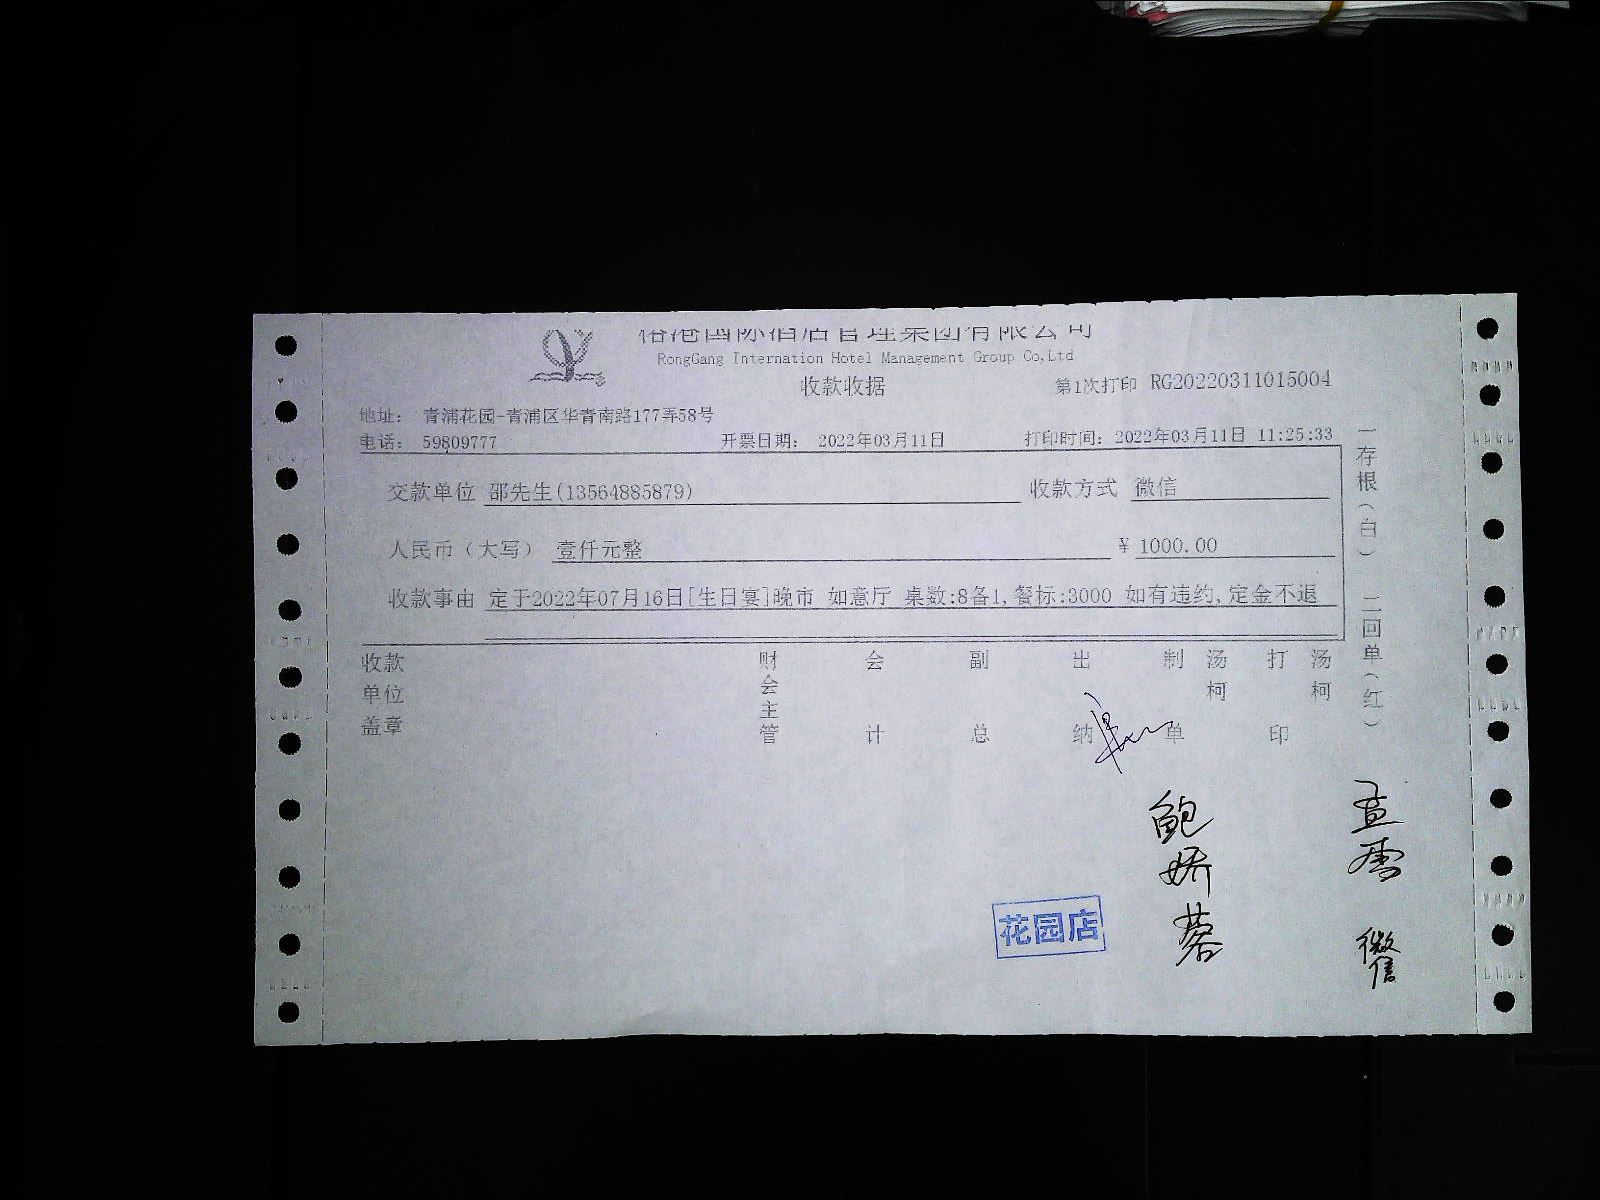 国际酒店管理集团有限公司
RongGang Internation Hotel Management Group Co,Ltd
收款收据
第1次打印 RG20220311015004
地址： 青浦花园-青浦区华青南路177弄58号
电话： 59809777 开票日期： 2022年03月11日 打印时间：2022年03月11日 11:25:33
交款单位 邵先生(13564885879) 收款方式 微信
人民币（大写） 壹仟元整 ￥ 1000.00
收款事由 定于2022年07月16日[生日宴]晚市 如意厅 桌数:8备1,餐标:3000 如有违约,定金不退
收款单位盖章 财会主管 会计 副总 出纳 制单 汤柯 打印 汤柯
一存根（白） 二回单（红）
鲍娇蓉
微信
花园店